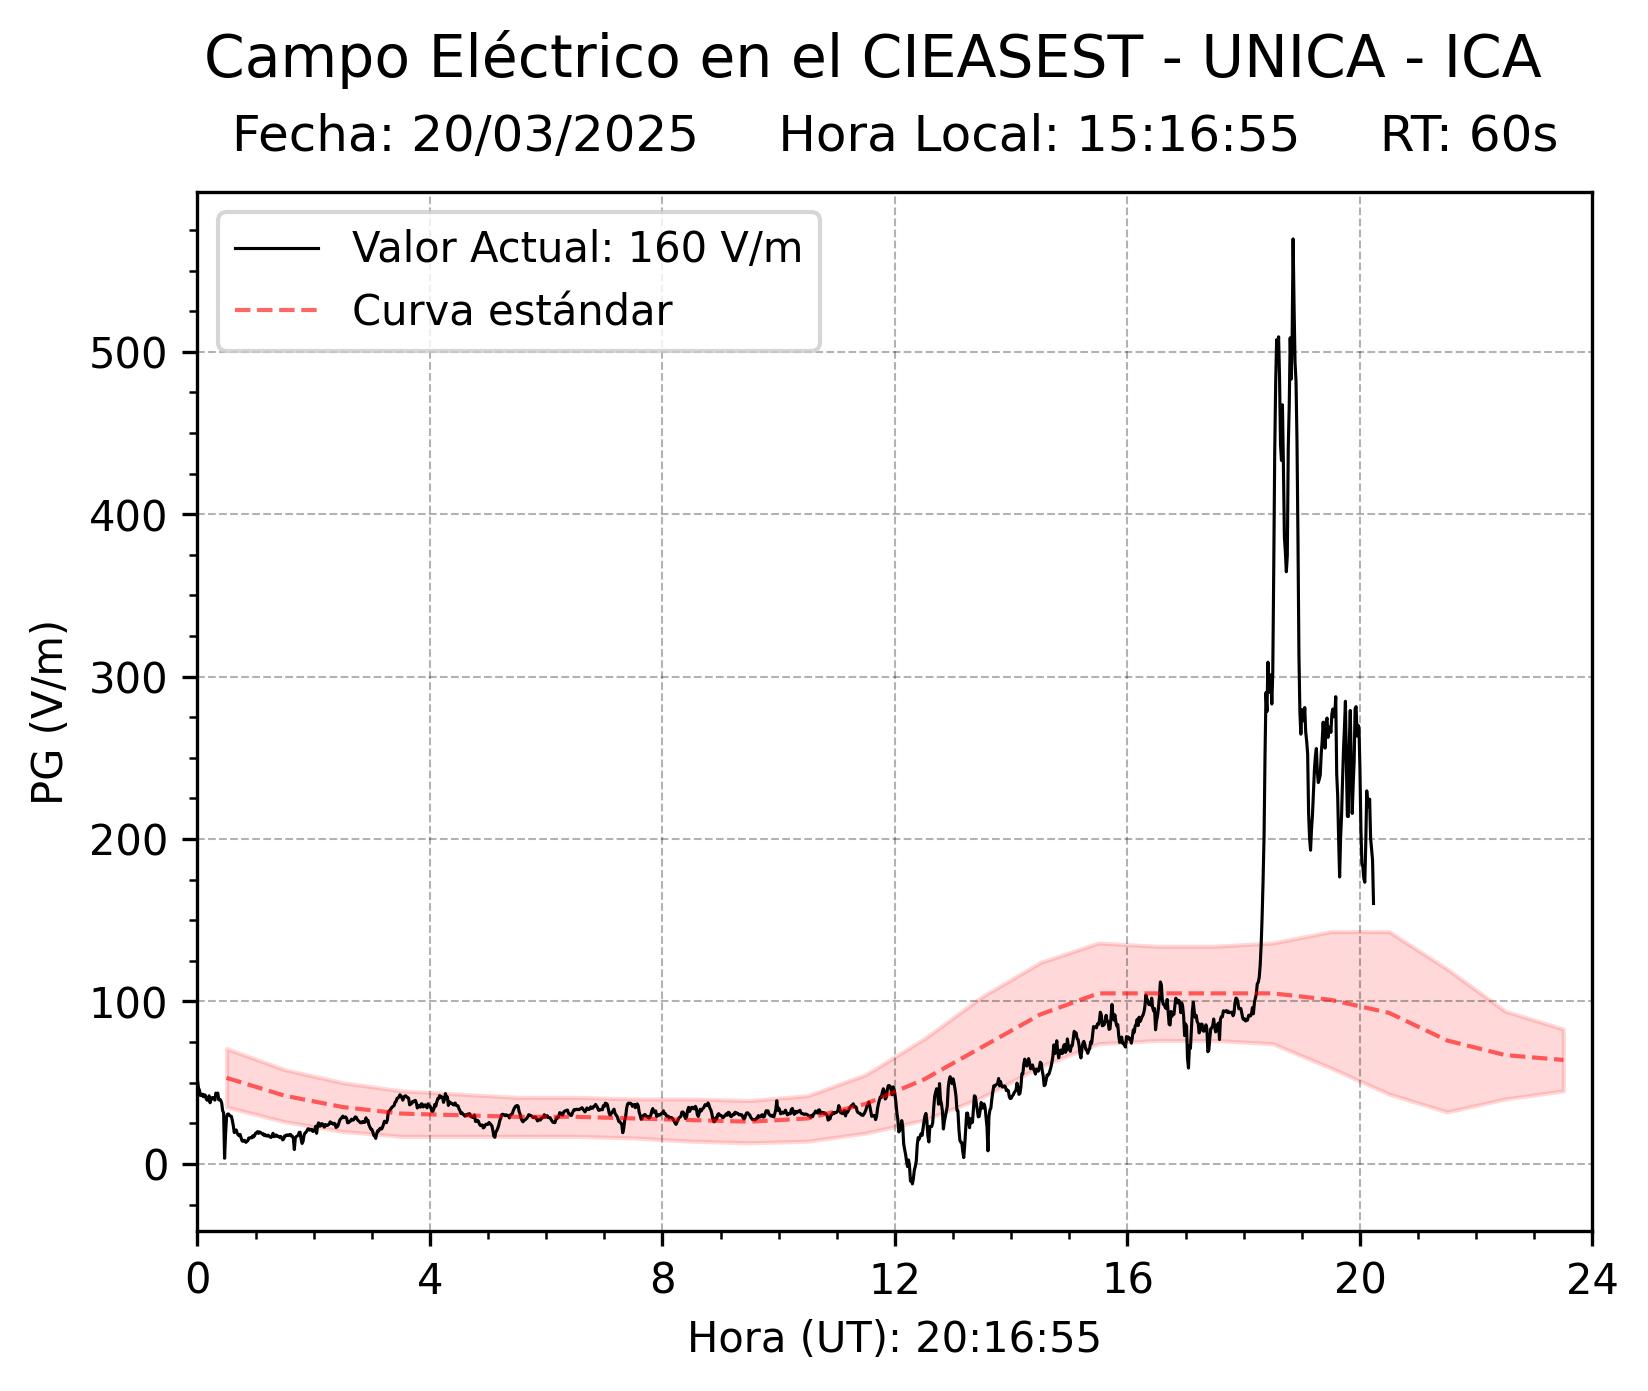 Campo Eléctrico en el CIEASEST - UNICA - ICA
Fecha: 20/03/2025 Hora Local: 15:16:55 RT: 60s
Valor Actual: 160 V/m
Curva estándar
PG (V/m)
500
400
300
200
100
0
0 4 8 12 16 20 24
Hora (UT): 20:16:55